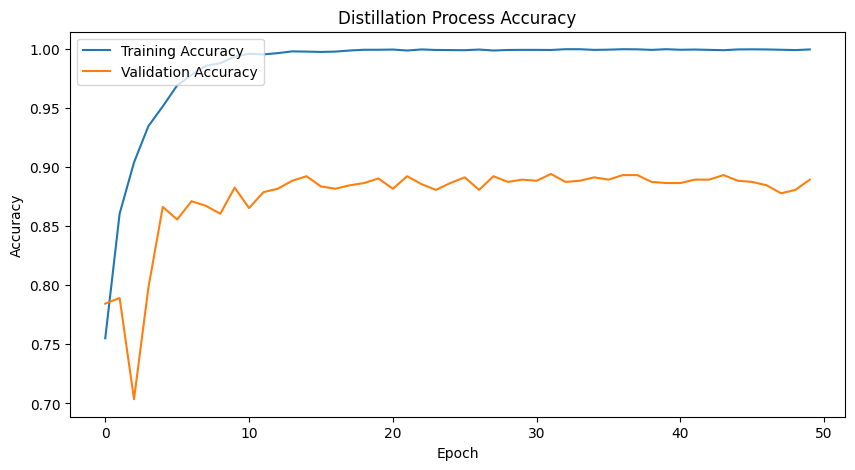 Distillation Process Accuracy
Training Accuracy
Validation Accuracy
1.00
0.95
0.90
0.85
0.80
0.75
0.70
Accuracy
0 10 20 30 40 50
Epoch